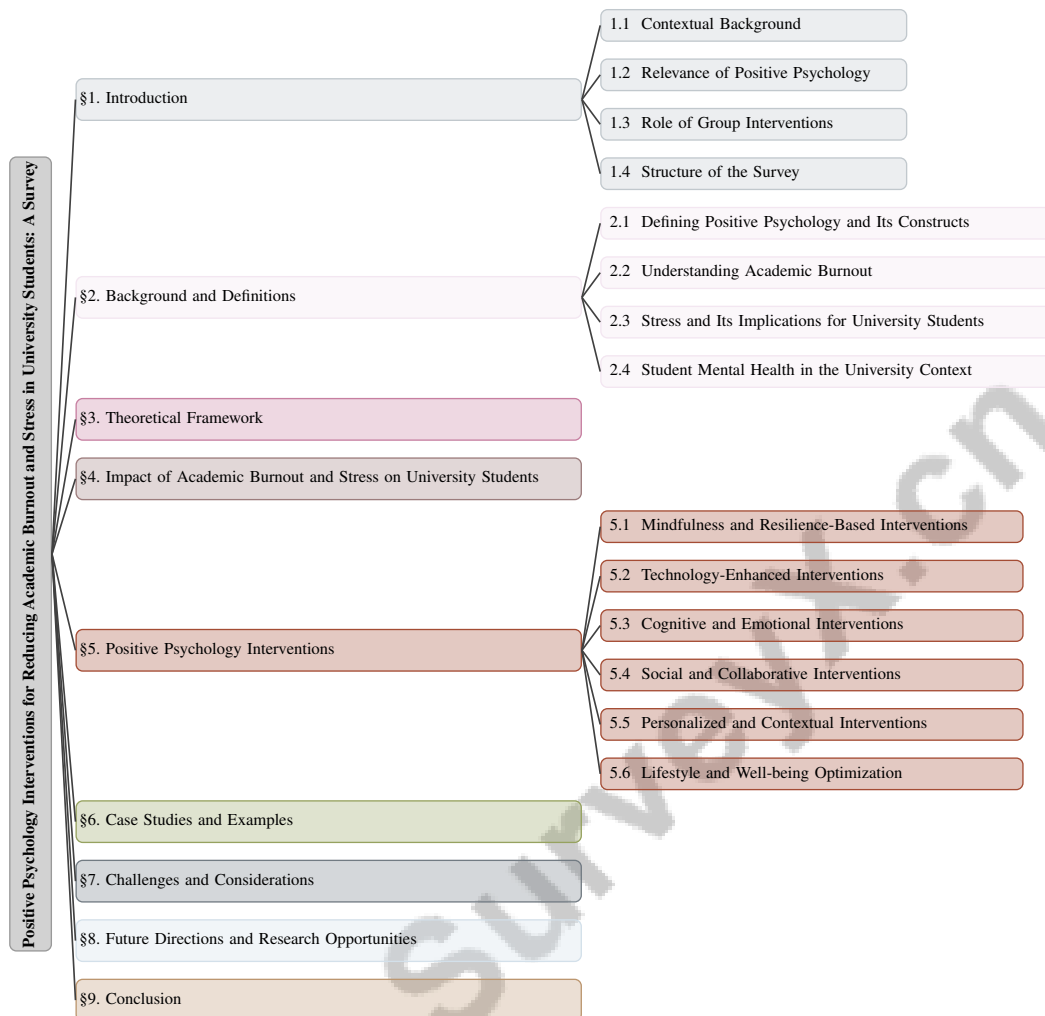 Positive Psychology Interventions for Reducing Academic Burnout and Stress in University Students: A Survey
§1. Introduction
1.1 Contextual Background
1.2 Relevance of Positive Psychology
1.3 Role of Group Interventions
1.4 Structure of the Survey
§2. Background and Definitions
2.1 Defining Positive Psychology and Its Constructs
2.2 Understanding Academic Burnout
2.3 Stress and Its Implications for University Students
2.4 Student Mental Health in the University Context
§3. Theoretical Framework
§4. Impact of Academic Burnout and Stress on University Students
§5. Positive Psychology Interventions
5.1 Mindfulness and Resilience-Based Interventions
5.2 Technology-Enhanced Interventions
5.3 Cognitive and Emotional Interventions
5.4 Social and Collaborative Interventions
5.5 Personalized and Contextual Interventions
5.6 Lifestyle and Well-being Optimization
§6. Case Studies and Examples
§7. Challenges and Considerations
§8. Future Directions and Research Opportunities
§9. Conclusion
SurveyX.cn